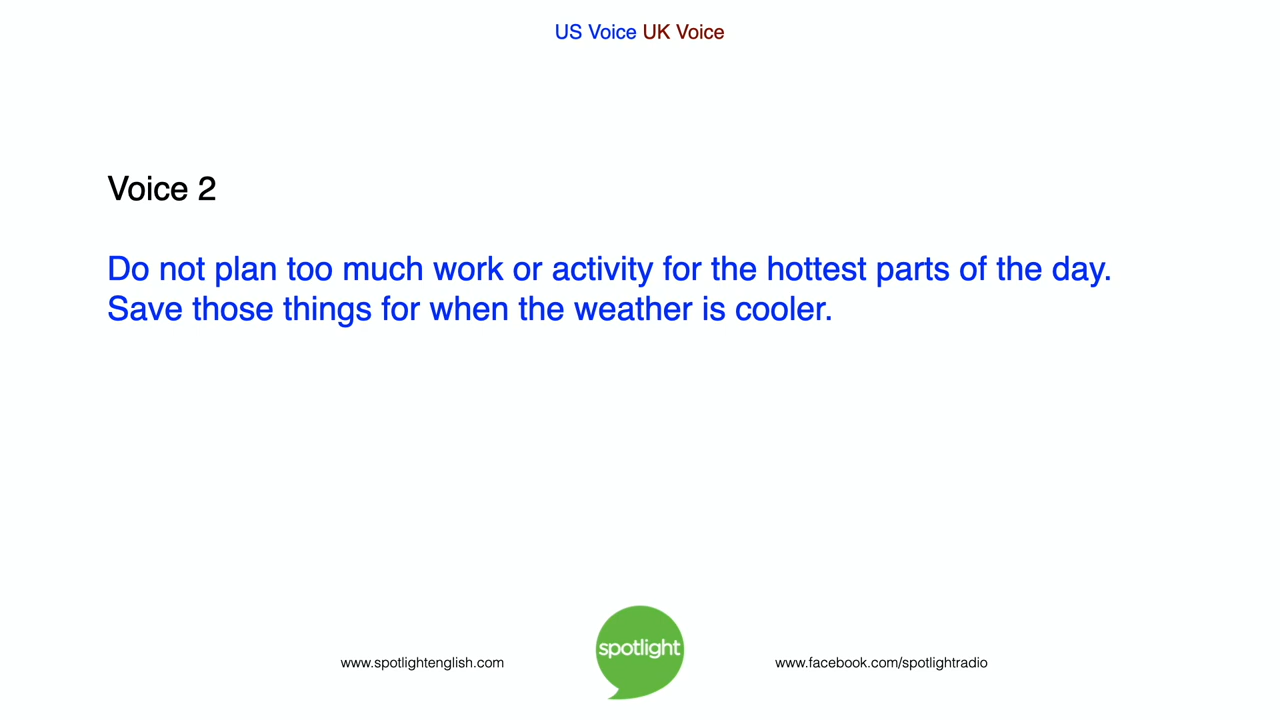 US Voice UK Voice
Voice 2
Do not plan too much work or activity for the hottest parts of the day.
Save those things for when the weather is cooler.
www.spotlightenglish.com
spotlight
www.facebook.com/spotlightradio